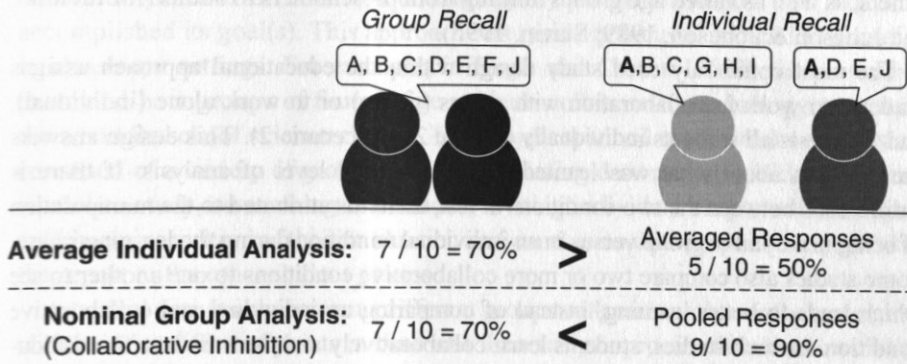 Group Recall
Individual Recall
A, B, C, D, E, F, J
A,B, C, G,H, I
A,D, E, J
Average Individual Analysis: 7 / 10 = 70% > Averaged Responses
5 / 10 = 50%
Nominal Group Analysis: 7 / 10 = 70% < Pooled Responses
(Collaborative Inhibition) 9/ 10 = 90%